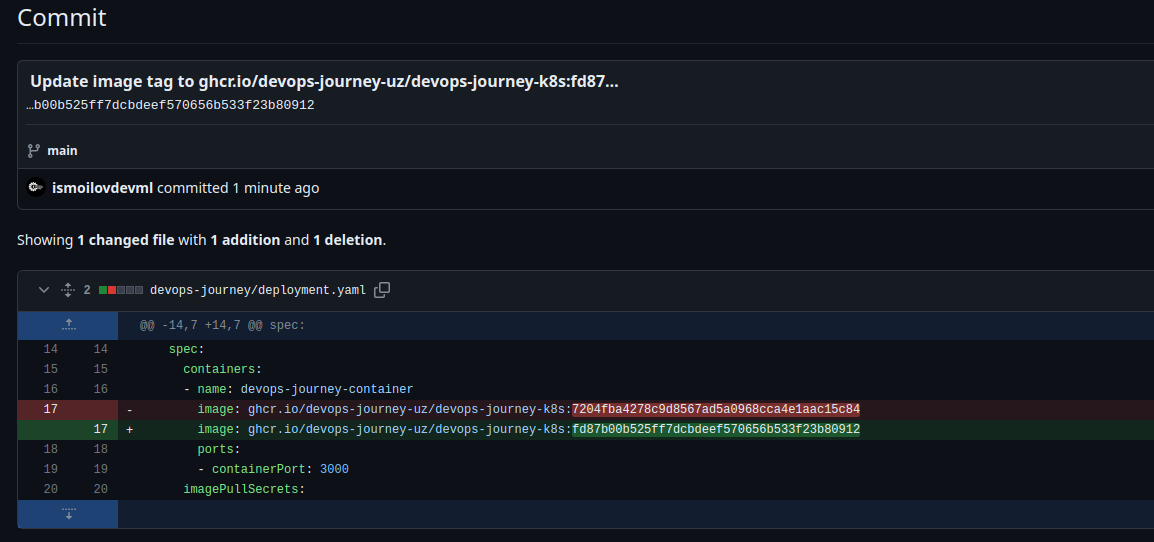 Commit
Update image tag to ghcr.io/devops-journey-uz/devops-journey-k8s:fd87...
…b00b525ff7dcbdeef570656b533f23b80912
main
ismoilovdevml committed 1 minute ago
Showing 1 changed file with 1 addition and 1 deletion.
2 devops-journey/deployment.yaml
@@ -14,7 +14,7 @@ spec:
14 14 spec:
15 15 containers:
16 16 - name: devops-journey-container
17 - image: ghcr.io/devops-journey-uz/devops-journey-k8s:7204fba4278c9d8567ad5a0968cca4e1aac15c84
17 + image: ghcr.io/devops-journey-uz/devops-journey-k8s:fd87b00b525ff7dcbdeef570656b533f23b80912
18 18 ports:
19 19 - containerPort: 3000
20 20 imagePullSecrets: